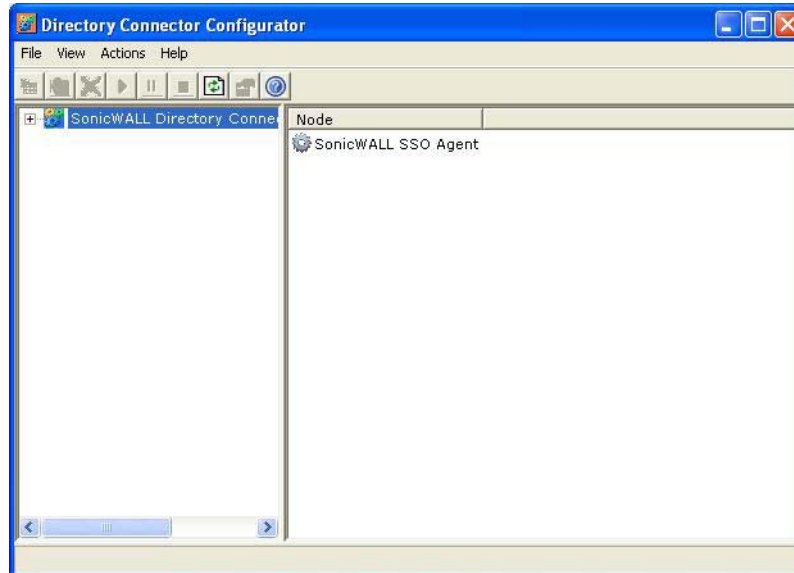 Directory Connector Configurator
File View Actions Help
SonicWALL Directory Conne
Node
SonicWALL SSO Agent